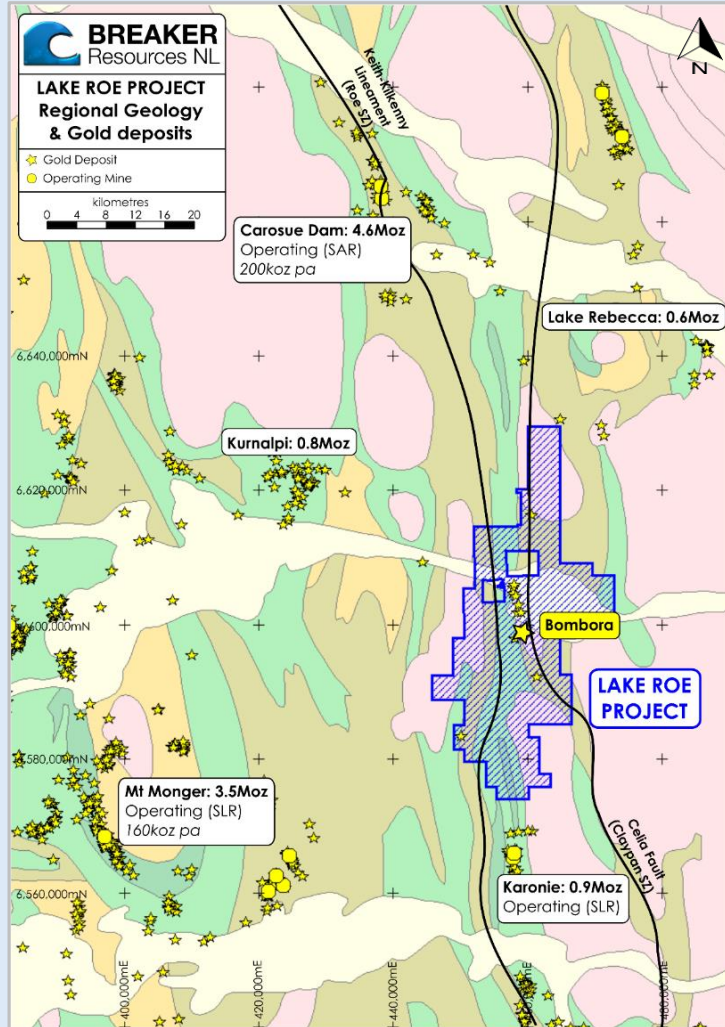 BREAKER
Resources NL
LAKE ROE PROJECT
Regional Geology
& Gold deposits
Gold Deposit
Operating Mine
kilometres
0 4 8 12 16 20
N
Keith-Kilkenny
Lineament
(Roe SZ)
Carosue Dam: 4.6Moz
Operating (SAR)
200koz pa
Lake Rebecca: 0.6Moz
6,640,000mN
Kurnalpi: 0.8Moz
6,620,000mN
6,600,000mN
Bombora
LAKE ROE
PROJECT
6,580,000mN
Mt Monger: 3.5Moz
Operating (SLR)
160koz pa
Celia Fault
(Claypan SZ)
Karonie: 0.9Moz
Operating (SLR)
6,560,000mN
400,000mE
420,000mE
440,000mE
480,000mE